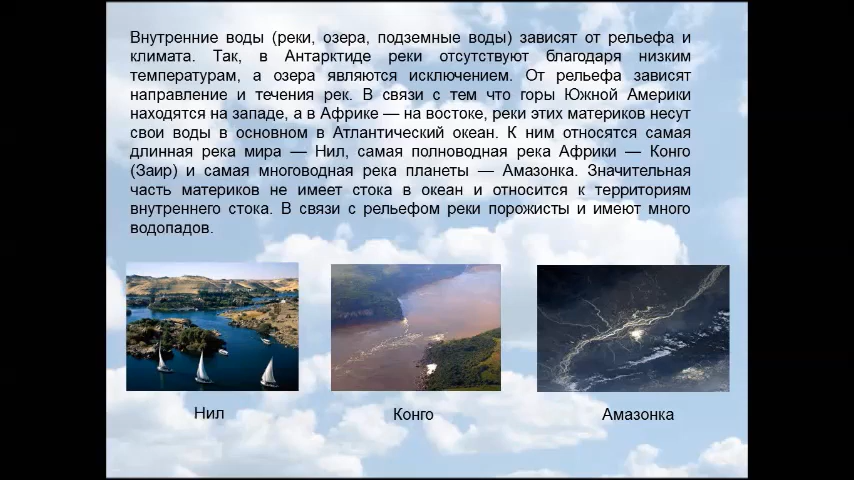 Внутренние воды (реки, озера, подземные воды) зависят от рельефа и
климата. Так, в Антарктиде реки отсутствуют благодаря низким
температурам, а озера являются исключением. От рельефа зависят
направление и течения рек. В связи с тем что горы Южной Америки
находятся на западе, а в Африке — на востоке, реки этих материков несут
свои воды в основном в Атлантический океан. К ним относятся самая
длинная река мира — Нил, самая полноводная река Африки — Конго
(Заир) и самая многоводная река планеты — Амазонка. Значительная
часть материков не имеет стока в океан и относится к территориям
внутреннего стока. В связи с рельефом реки порожисты и имеют много
водопадов.
Нил
Конго
Амазонка